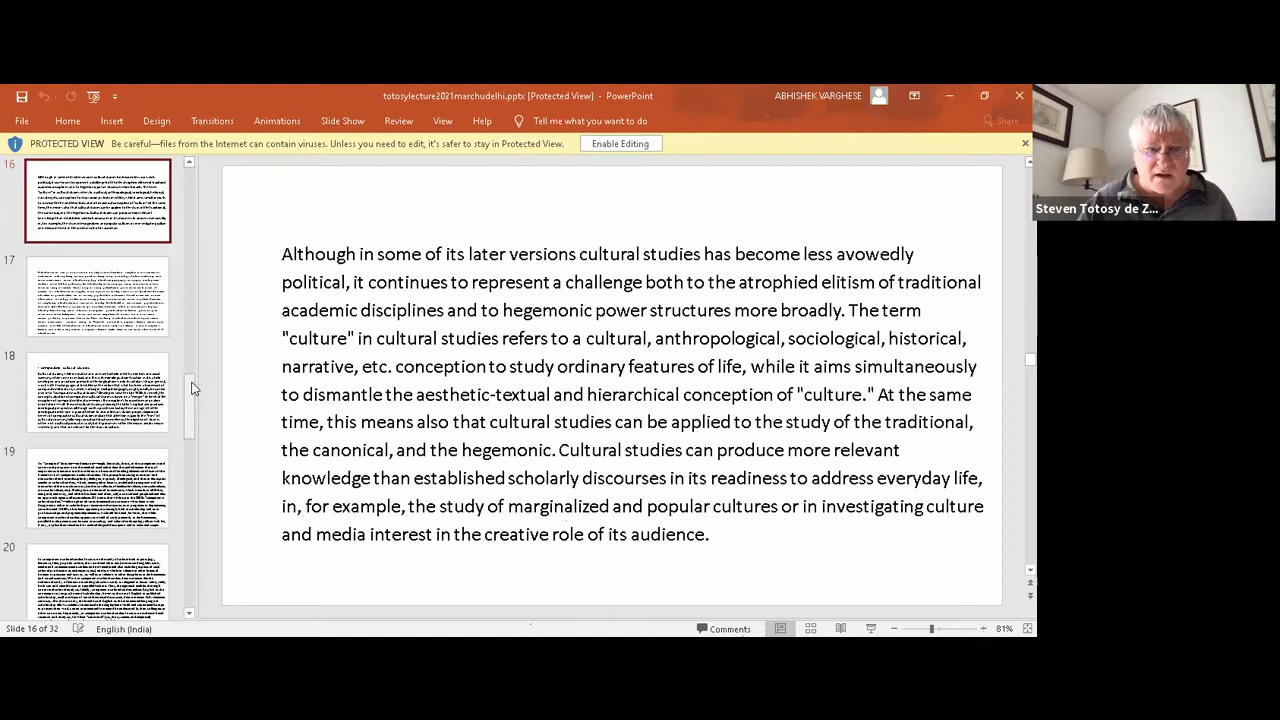 totosylecture2021marchudelhi.pptx [Protected View] - PowerPoint
ABHISHEK VARGHESE
File Home Insert Design Transitions Animations Slide Show Review View Help Tell me what you want to do Share
PROTECTED VIEW Be careful—files from the Internet can contain viruses. Unless you need to edit, it's safer to stay in Protected View. Enable Editing
Steven Totosy de Z...
16
17
18
19
20
Although in some of its later versions cultural studies has become less avowedly
political, it continues to represent a challenge both to the atrophiedelitism of traditional
academic disciplines and to hegemonic power structures more broadly. The term
"culture" in cultural studies refers to a cultural, anthropological, sociological, historical,
narrative, etc. conception to study ordinary features of life, while it aims simultaneously
to dismantle the aesthetic-textual and hierarchical conception of "culture." At the same
time, this means also that cultural studies can be applied to the study of the traditional,
the canonical, and the hegemonic. Cultural studies can produce more relevant
knowledge than established scholarly discourses in its readiness to address everyday life,
in, for example, the study of marginalized and popular cultures or in investigating culture
and media interest in the creative role of its audience.
Slide 16 of 32 English (India) Comments 81%